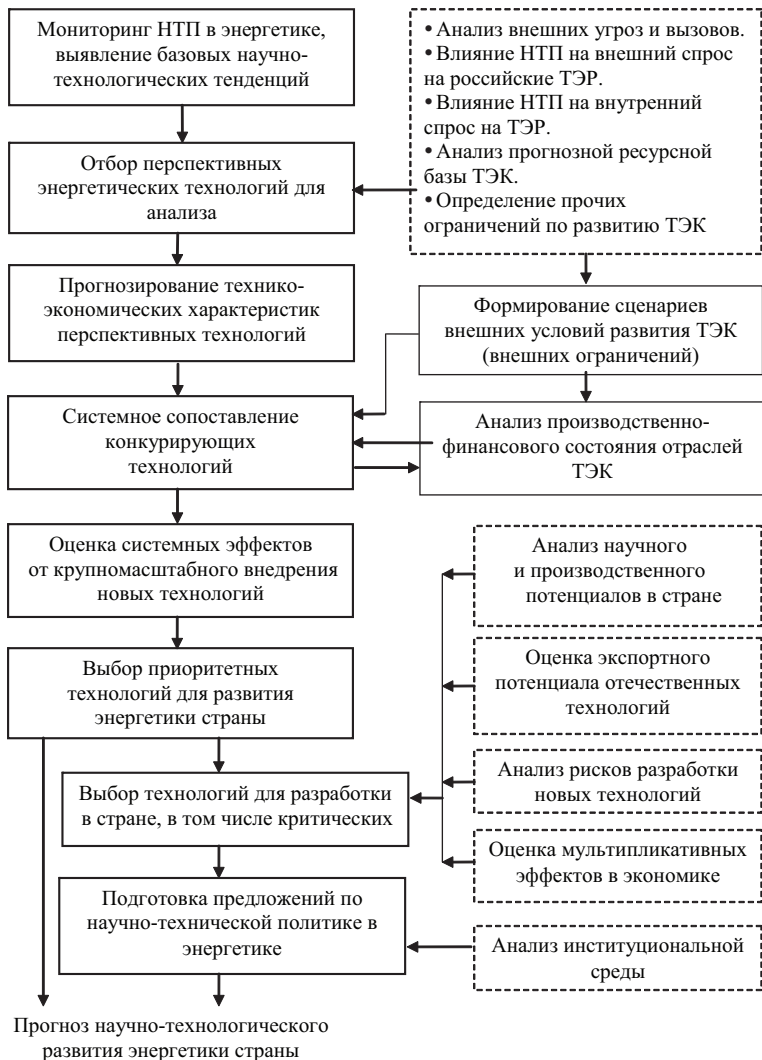 Мониторинг НТП в энергетике,
выявление базовых научно-
технологических тенденций
• Анализ внешних угроз и вызовов.
• Влияние НТП на внешний спрос
на российские ТЭР.
• Влияние НТП на внутренний
спрос на ТЭР.
• Анализ прогнозной ресурсной
базы ТЭК.
• Определение прочих
ограничений по развитию ТЭК
Отбор перспективных
энергетических технологий для
анализа
Прогнозирование технико-
экономических характеристик
перспективных технологий
Формирование сценариев
внешних условий развития ТЭК
(внешних ограничений)
Системное сопоставление
конкурирующих
технологий
Анализ производственно-
финансового состояния отраслей
ТЭК
Оценка системных эффектов
от крупномасштабного внедрения
новых технологий
Анализ научного
и производственного
потенциалов в стране
Выбор приоритетных
технологий для развития
энергетики страны
Оценка экспортного
потенциала отечественных
технологий
Выбор технологий для разработки
в стране, в том числе критических
Анализ рисков разработки
новых технологий
Оценка мультипликативных
эффектов в экономике
Подготовка предложений по
научно-технической политике в
энергетике
Анализ институциональной
среды
Прогноз научно-технологического
развития энергетики страны